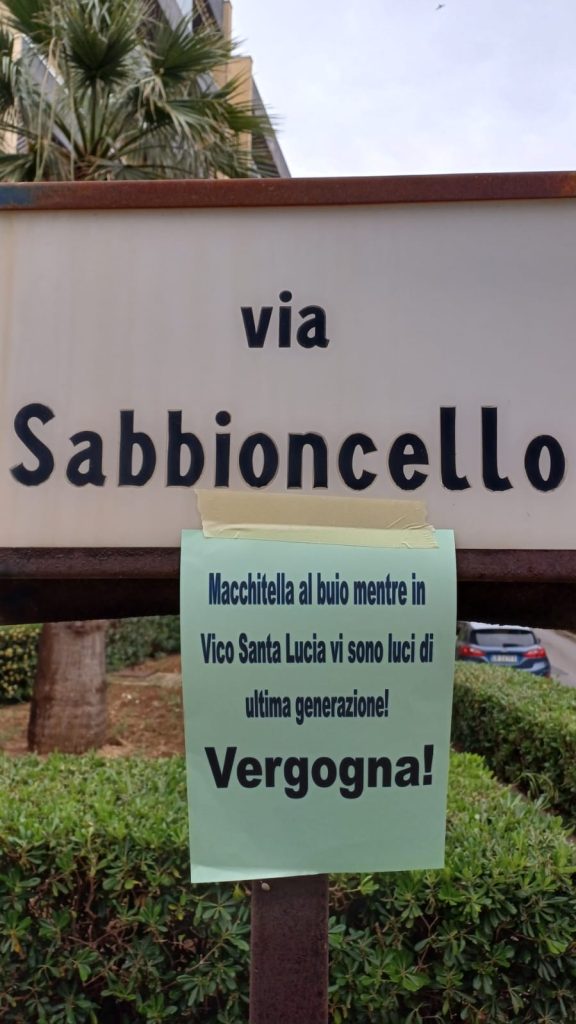 via
Sabbioncello
Macchitella al buio mentre in
Vico Santa Lucia vi sono luci di
ultima generazione!
Vergogna!